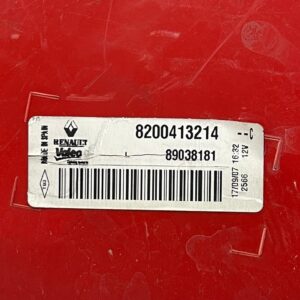 MADE IN SPAIN
RENAULT
Valeo
8200413214
--C
L
89038181
17/09/07 16:32
2566 12V